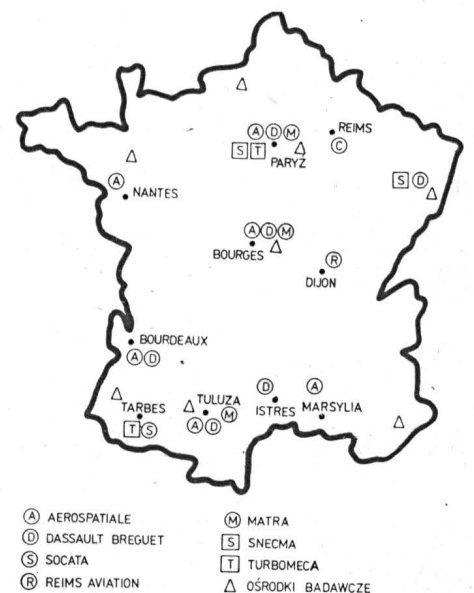 A D M
REIMS
S T
PARYŻ
C
A
S D
NANTES
A D M
BOURGES
R
DIJON
BOURDEAUX
A D
D
A
TARBES
TULUZA
M
ISTRES
MARSYLIA
T S
A D
A AEROSPATIALE
D DASSAULT BREGUET
S SOCATA
R REIMS AVIATION
M MATRA
S SNECMA
T TURBOMECA
OŚRODKI BADAWCZE